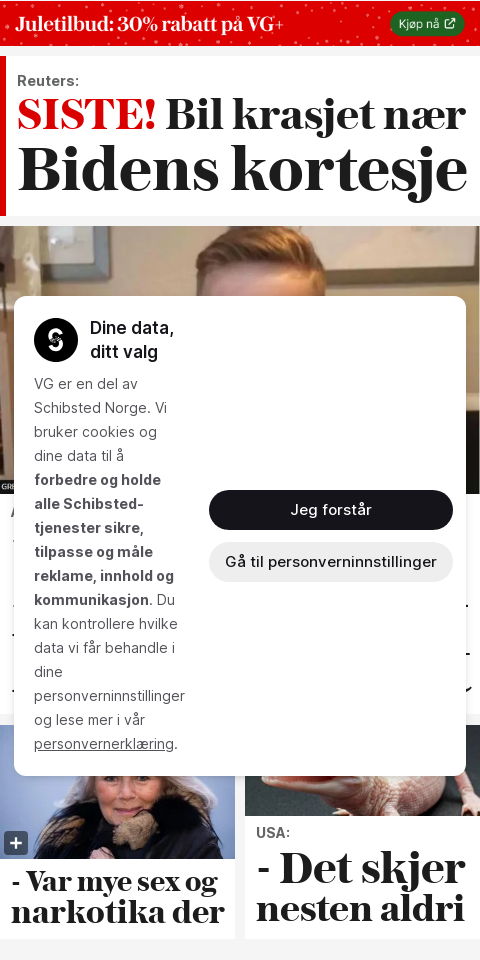 Juletilbud: 30% rabatt på VG+
Kjøp nå
Reuters:
SISTE! Bil krasjet nær
Bidens kortesje
Dine data,
ditt valg
VG er en del av
Schibsted Norge. Vi
bruker cookies og
dine data til å
forbedre og holde
alle Schibsted-
tjenester sikre,
tilpasse og måle
reklame, innhold og
kommunikasjon. Du
kan kontrollere hvilke
data vi får behandle i
dine
personverninnstillinger
og lese mer i vår
personvernerklæring.
Jeg forstår
Gå til personverninnstillinger
- Var mye sex og
narkotika der
USA:
- Det skjer
nesten aldri